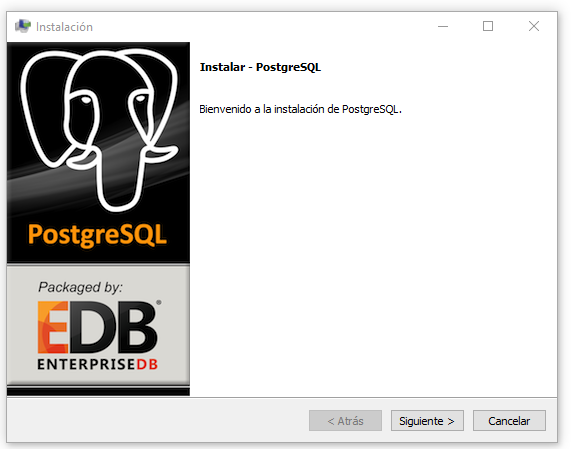 Instalación
Instalar - PostgreSQL
Bienvenido a la instalación de PostgreSQL.
PostgreSQL
Packaged by:
EDB®
ENTERPRISEDB
< Atrás
Siguiente >
Cancelar